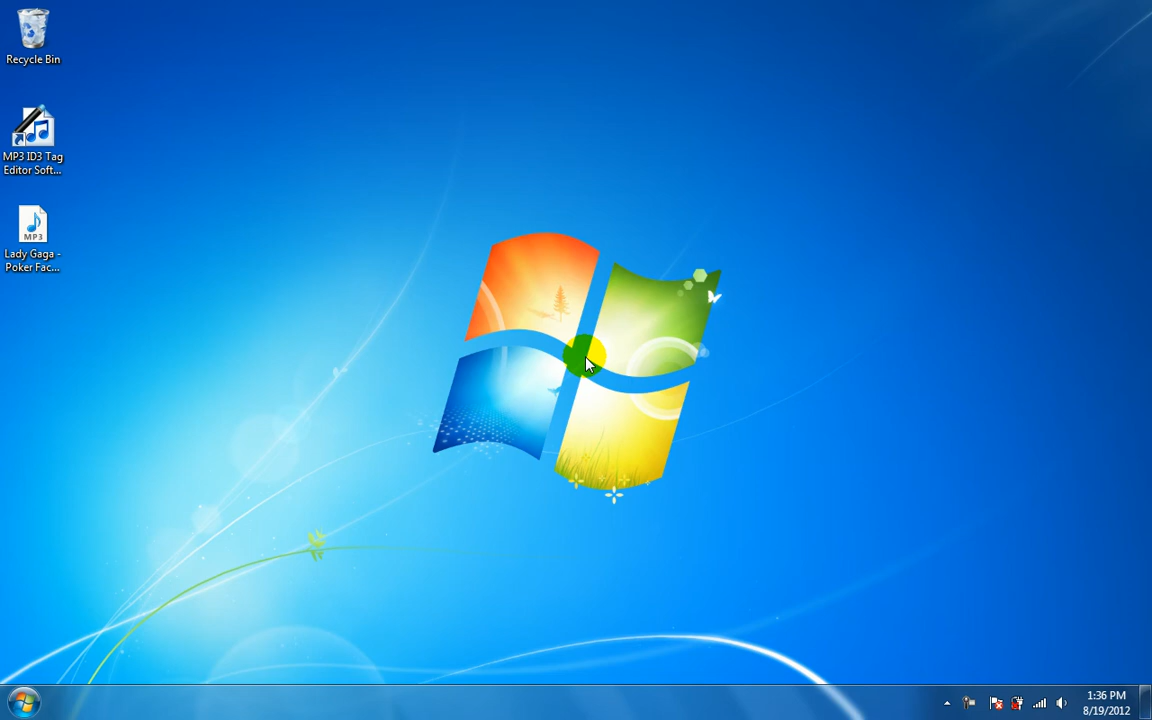 Recycle Bin
MP3 ID3 Tag
Editor Soft...
MP3
Lady Gaga -
Poker Fac...
1:36 PM
8/19/2012